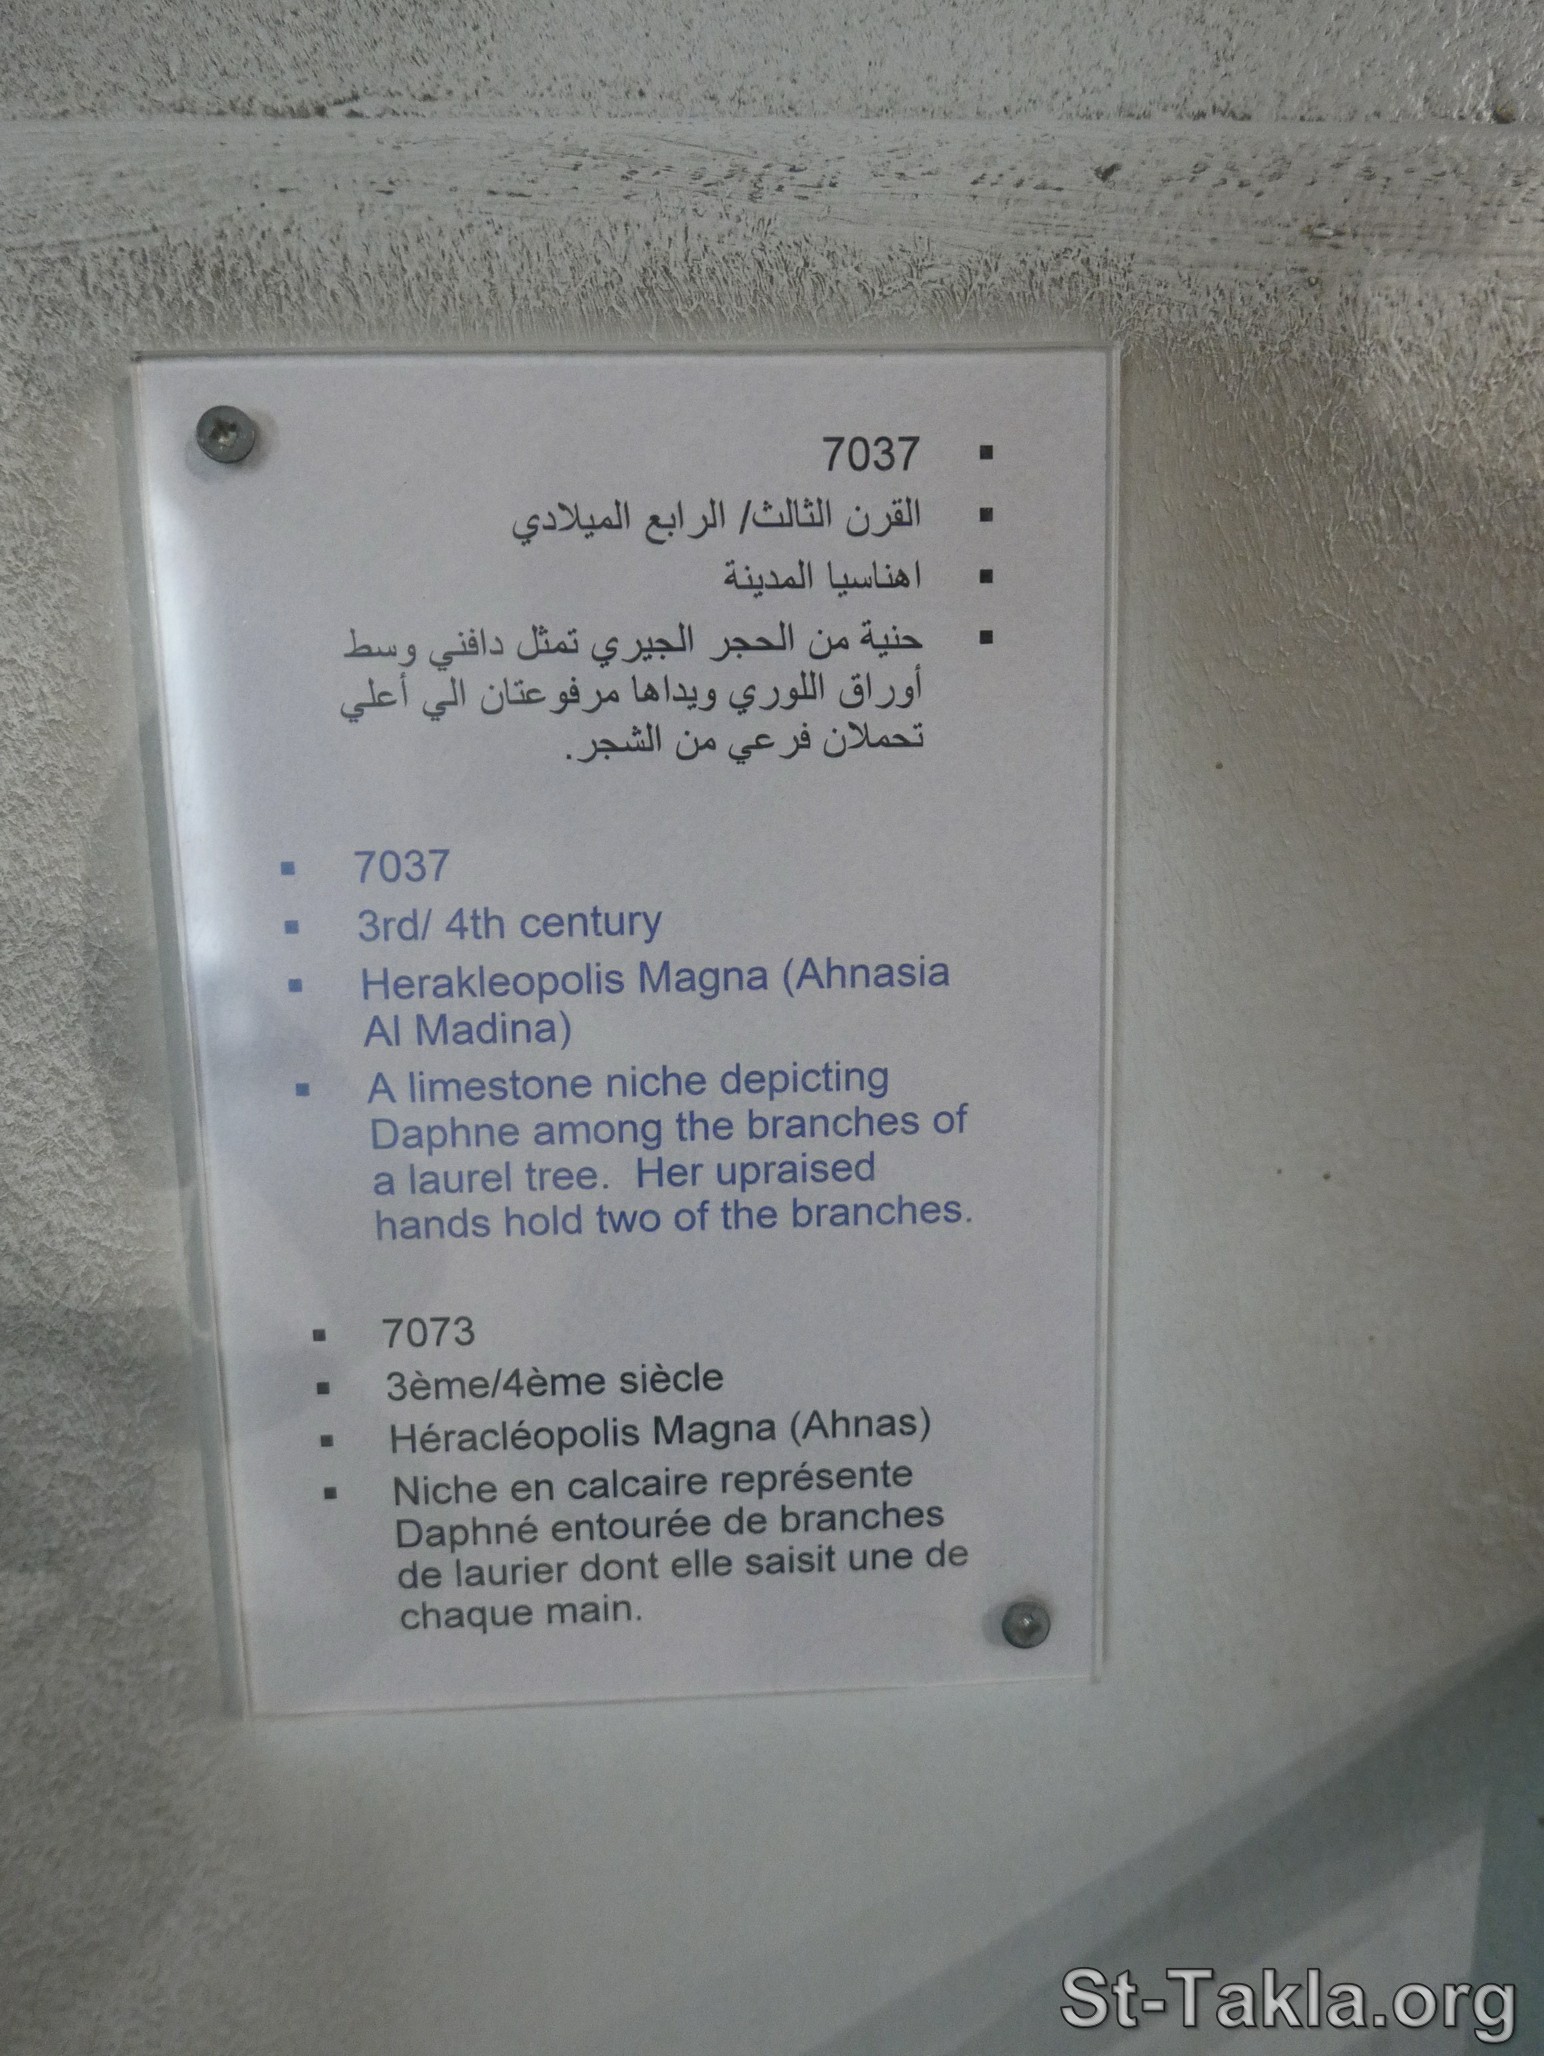 ▪ 7037
▪ القرن الثالث/ الرابع الميلادي
▪ اهناسيا المدينة
▪ حنية من الحجر الجيري تمثل دافني وسط
أوراق اللوري ويداها مرفوعتان الي أعلي
تحملان فرعي من الشجر.
▪ 7037
▪ 3rd/ 4th century
▪ Herakleopolis Magna (Ahnasia
Al Madina)
▪ A limestone niche depicting
Daphne among the branches of
a laurel tree. Her upraised
hands hold two of the branches.
▪ 7073
▪ 3ème/4ème siècle
▪ Héracléopolis Magna (Ahnas)
▪ Niche en calcaire représente
Daphné entourée de branches
de laurier dont elle saisit une de
chaque main.
St-Takla.org